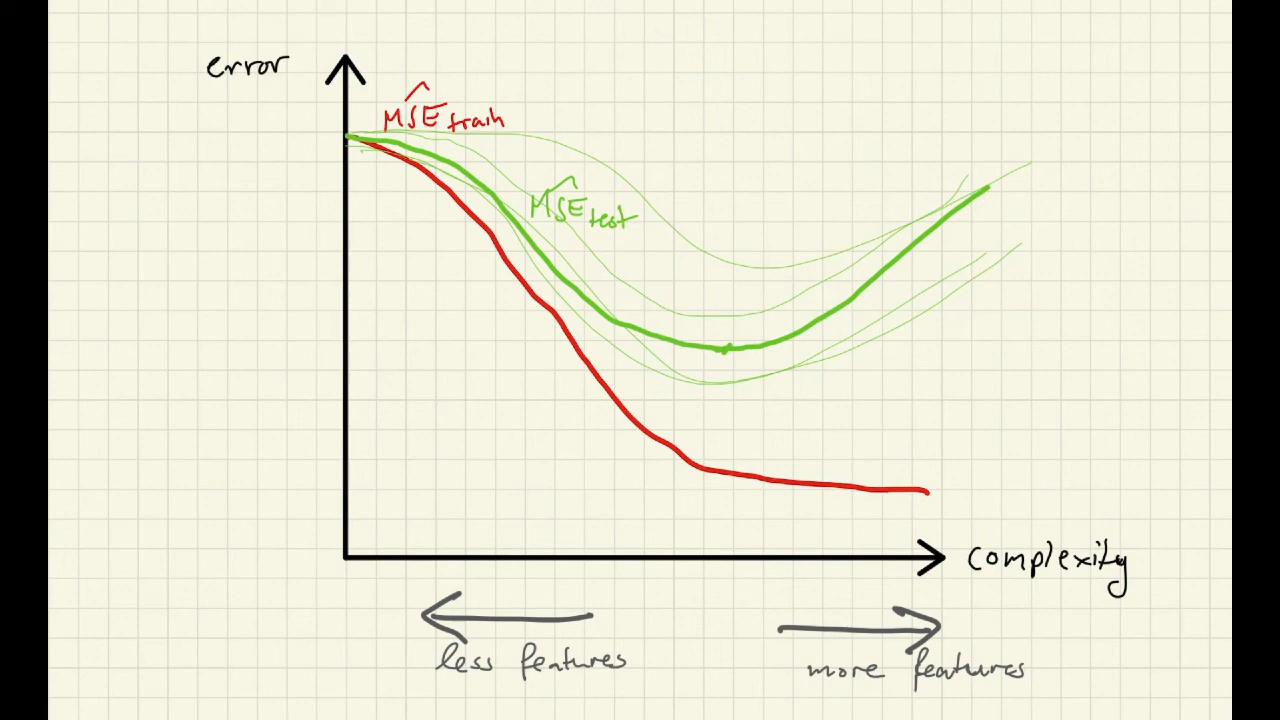 error
MSE train
MSE test
complexity
less features
more features